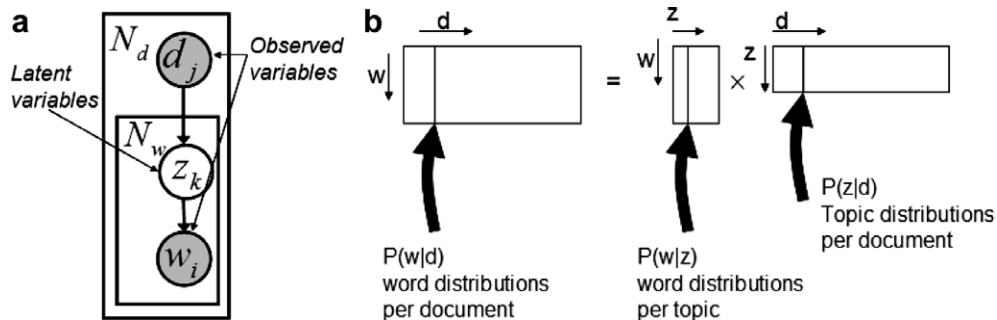 a
N_d
d_j
Observed
variables
Latent
variables
N_w
z_k
w_i
b
d
w
=
z
w
×
d
z
P(w|d)
word distributions
per document
P(w|z)
word distributions
per topic
P(z|d)
Topic distributions
per document